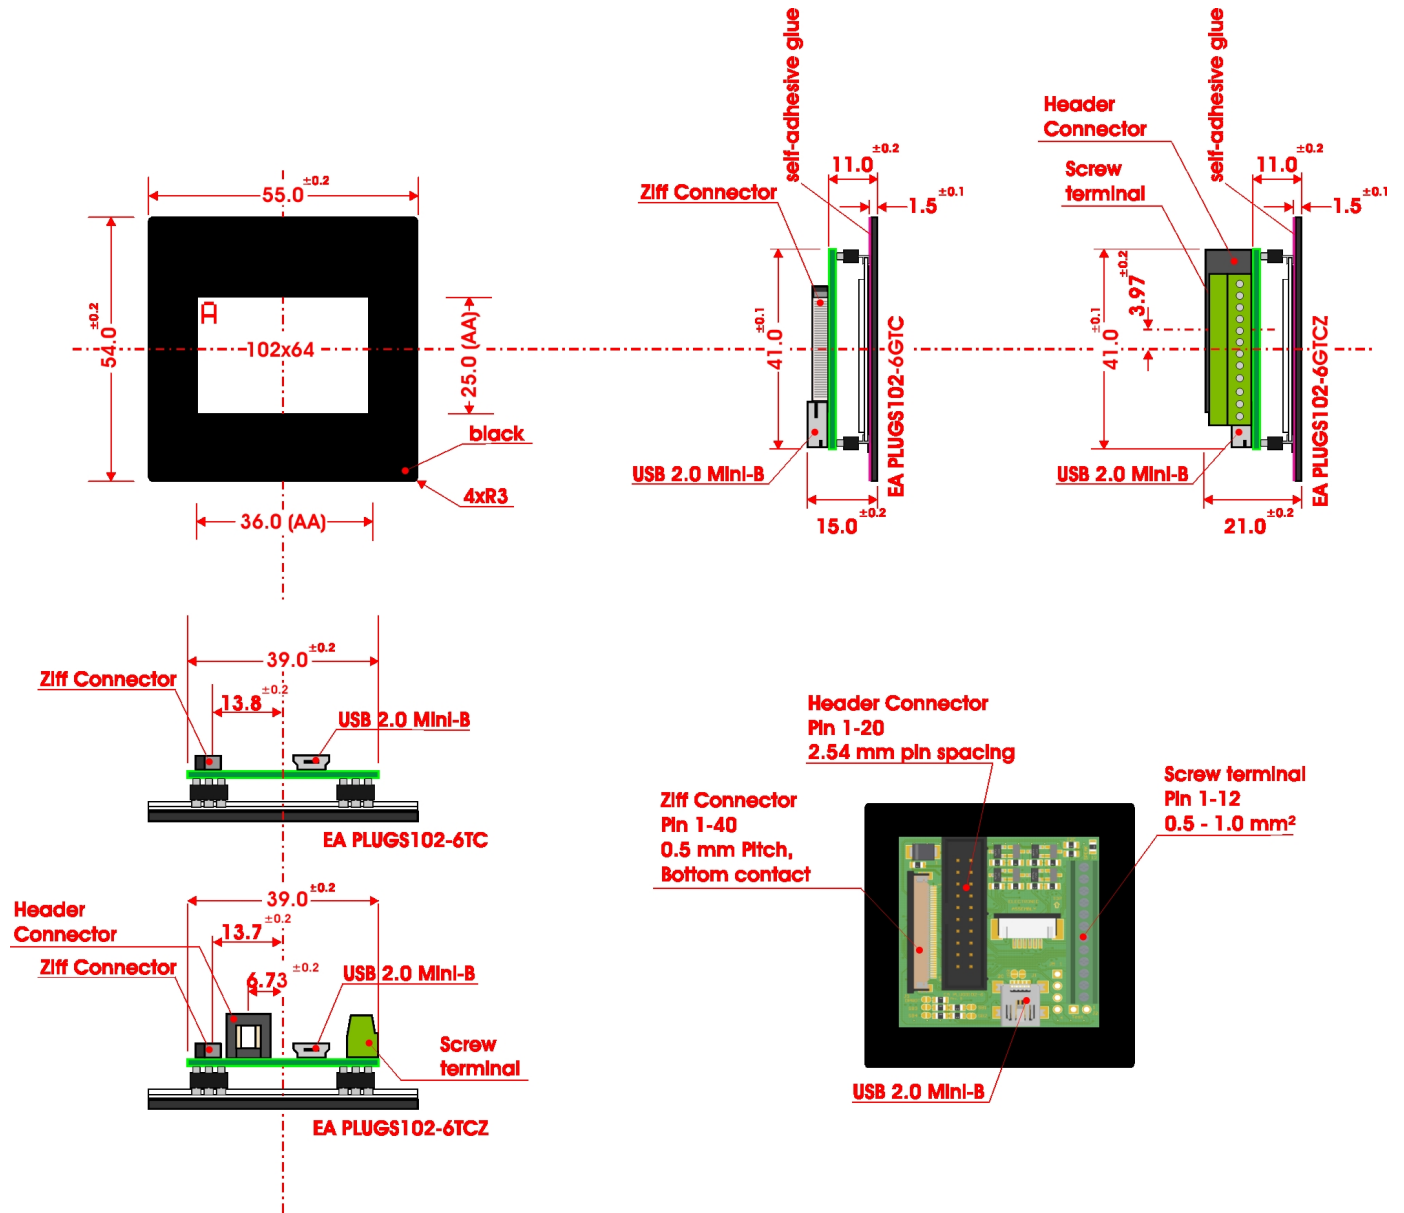 55.0 ±0.2
54.0 ±0.2
A
102x64
25.0 (AA)
black
4xR3
36.0 (AA)
self-adhesive glue
11.0 ±0.2
Ziff Connector
1.5 ±0.1
41.0 ±0.1
USB 2.0 Mini-B
15.0 ±0.2
EA PLUGS102-6GTC
self-adhesive glue
Header
Connector
11.0 ±0.2
Screw
terminal
1.5 ±0.1
3.97 ±0.2
41.0 ±0.1
USB 2.0 Mini-B
21.0 ±0.2
EA PLUGS102-6GTCZ
39.0 ±0.2
Ziff Connector
13.8 ±0.2
USB 2.0 Mini-B
EA PLUGS102-6TC
39.0 ±0.2
Header
Connector
13.7 ±0.2
Ziff Connector
6.73 ±0.2
USB 2.0 Mini-B
Screw
terminal
EA PLUGS102-6TCZ
Header Connector
Pin 1-20
2.54 mm pin spacing
Ziff Connector
Pin 1-40
0.5 mm Pitch,
Bottom contact
Screw terminal
Pin 1-12
0.5 - 1.0 mm²
USB 2.0 Mini-B